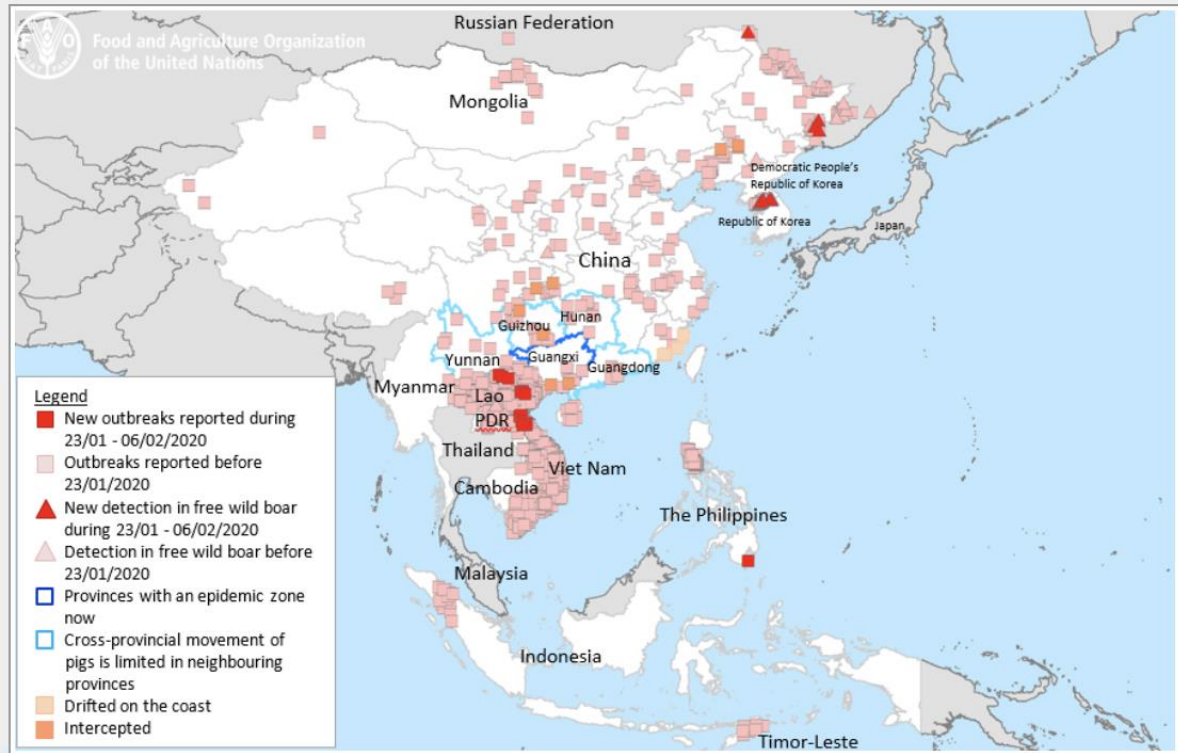 Russian Federation
FAO
FIAT PANIS
Food and Agriculture Organization
of the United Nations
Mongolia
Democratic People's
Republic of Korea
Republic of Korea
Japan
China
Hunan
Guizhou
Yunnan
Guangxi
Guangdong
Myanmar
Lao
PDR
Thailand
Viet Nam
Cambodia
The Philippines
Malaysia
Indonesia
Timor-Leste
Legend
New outbreaks reported during
23/01 - 06/02/2020
Outbreaks reported before
23/01/2020
New detection in free wild boar
during 23/01 - 06/02/2020
Detection in free wild boar before
23/01/2020
Provinces with an epidemic zone
now
Cross-provincial movement of
pigs is limited in neighbouring
provinces
Drifted on the coast
Intercepted